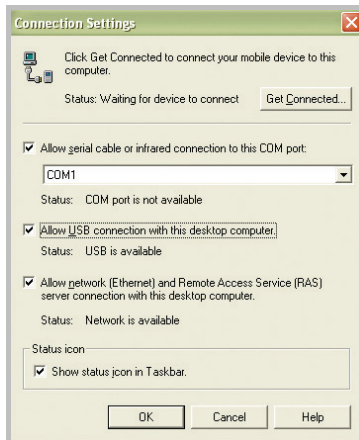 Connection Settings
Click Get Connected to connect your mobile device to this
computer.
Status: Waiting for device to connect
Get Connected...
Allow serial cable or infrared connection to this COM port:
COM1
Status: COM port is not available
Allow USB connection with this desktop computer.
Status: USB is available
Allow network (Ethernet) and Remote Access Service (RAS)
server connection with this desktop computer.
Status: Network is available
Status icon
Show status icon in Taskbar.
OK Cancel Help